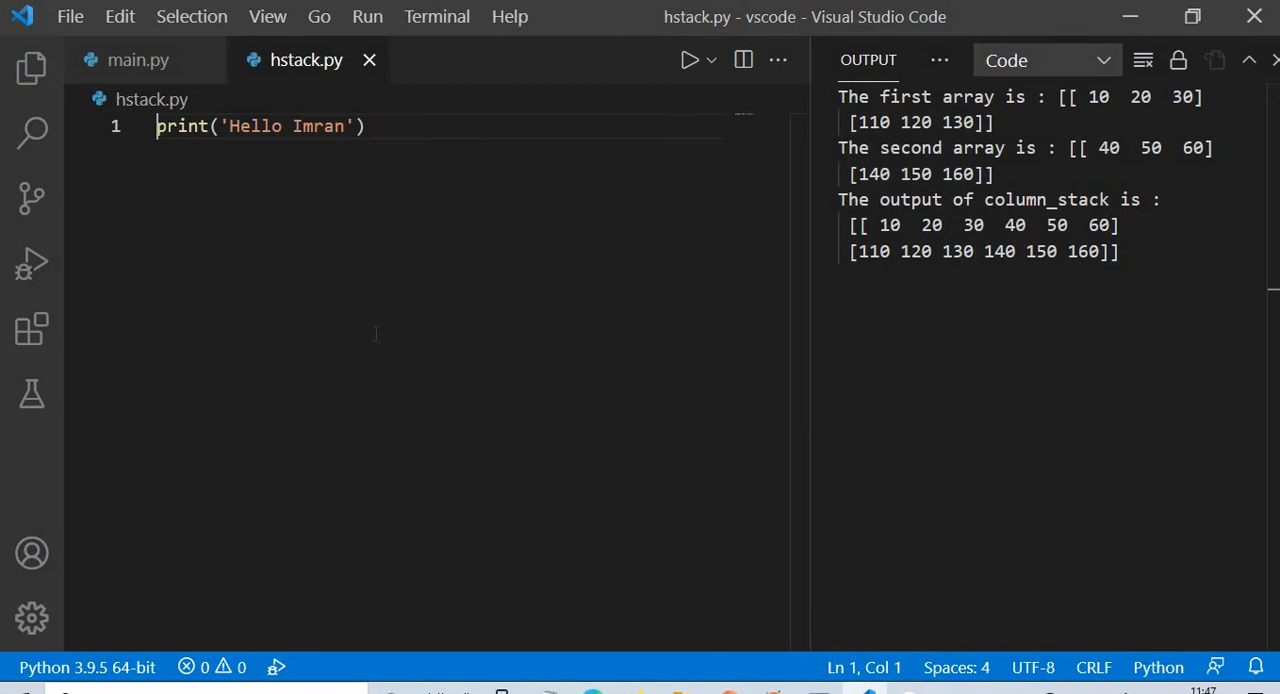 File Edit Selection View Go Run Terminal Help hstack.py - vscode - Visual Studio Code
main.py hstack.py
hstack.py
1 print('Hello Imran')
OUTPUT Code
The first array is : [[ 10  20  30]
[110 120 130]]
The second array is : [[ 40  50  60]
[140 150 160]]
The output of column_stack is :
[[ 10  20  30  40  50  60]
[110 120 130 140 150 160]]
Python 3.9.5 64-bit 0 0 Ln 1, Col 1 Spaces: 4 UTF-8 CRLF Python
11:47